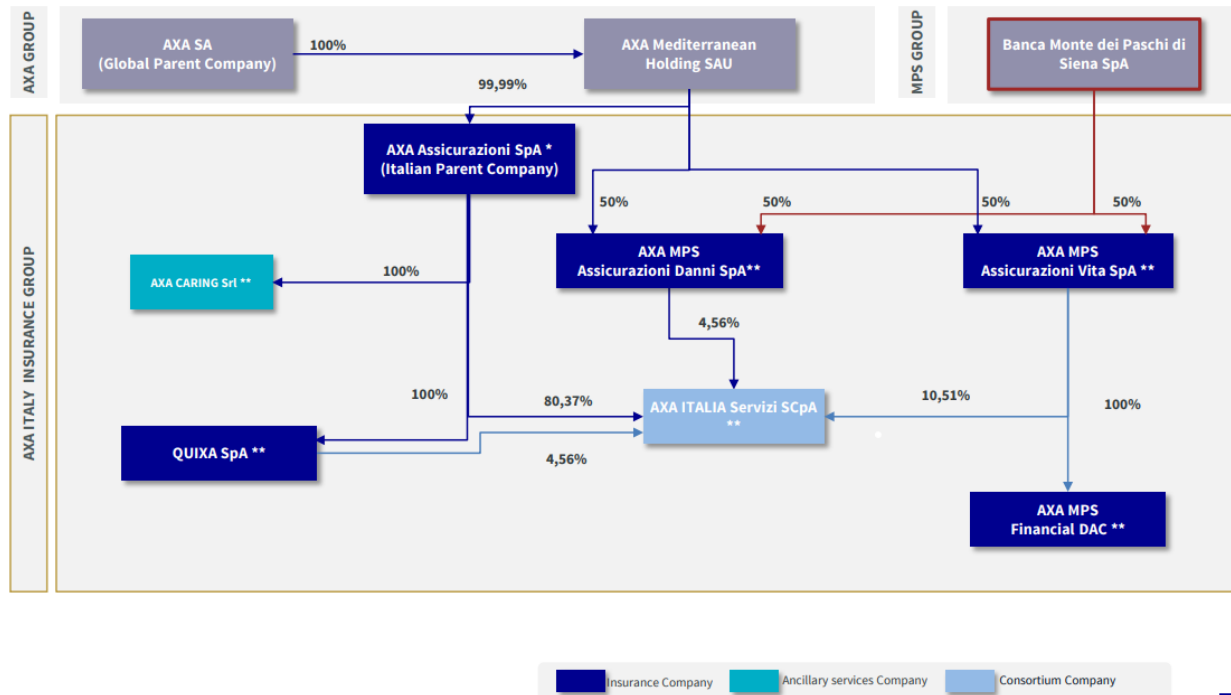 AXA GROUP
AXA SA
(Global Parent Company)
100%
AXA Mediterranean
Holding SAU
MPS GROUP
Banca Monte dei Paschi di
Siena SpA
99,99%
AXA ITALY INSURANCE GROUP
AXA Assicurazioni SpA *
(Italian Parent Company)
50%
50%
50%
50%
AXA MPS
Assicurazioni Danni SpA**
AXA MPS
Assicurazioni Vita SpA **
AXA CARING Srl **
100%
4,56%
100%
80,37%
AXA ITALIA Servizi SCpA
**
10,51%
100%
QUIXA SpA **
4,56%
AXA MPS
Financial DAC **
Insurance Company
Ancillary services Company
Consortium Company